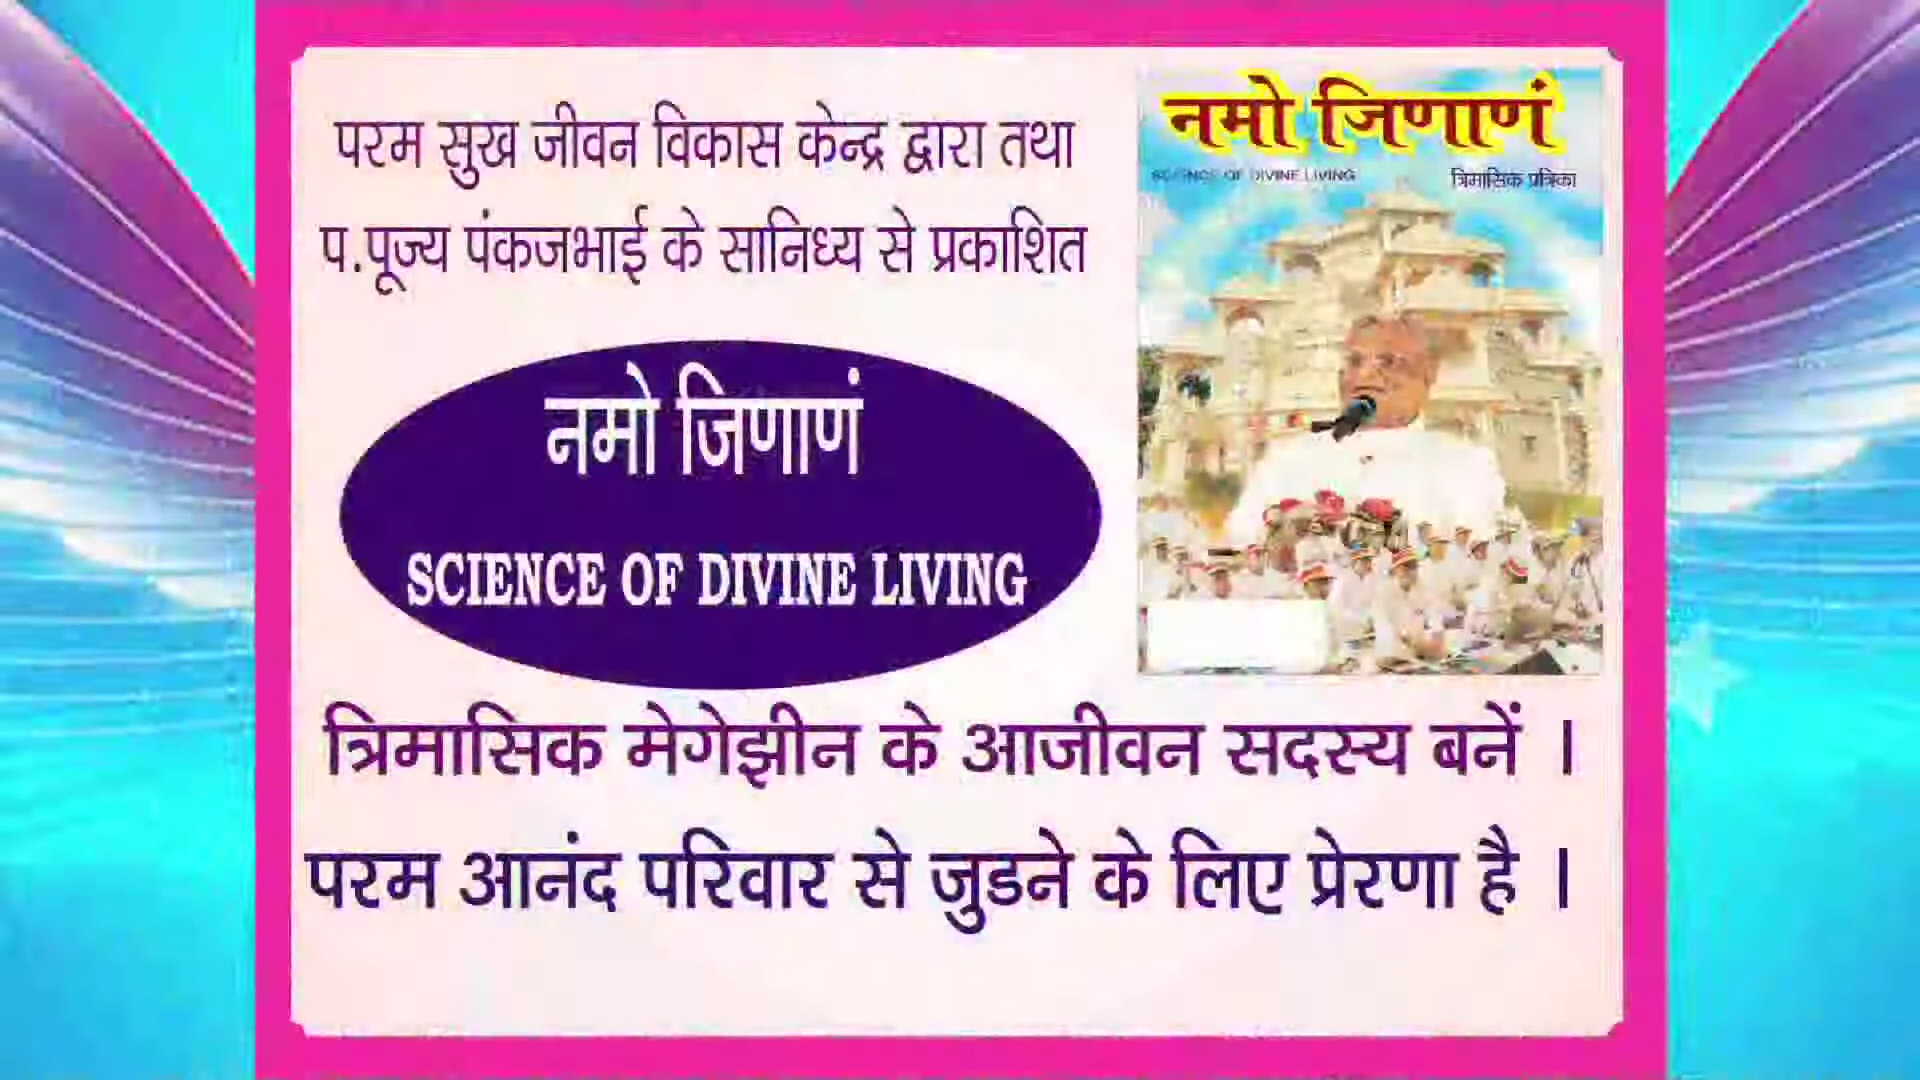 परम सुख जीवन विकास केन्द्र द्वारा तथा
प.पूज्य पंकजभाई के सानिध्य से प्रकाशित
नमो जिणाणं
SCIENCE OF DIVINE LIVING
नमो जिणाणं
SCIENCE OF DIVINE LIVING
त्रिमासिक पत्रिका
त्रिमासिक मेगेझीन के आजीवन सदस्य बनें ।
परम आनंद परिवार से जुडने के लिए प्रेरणा है ।